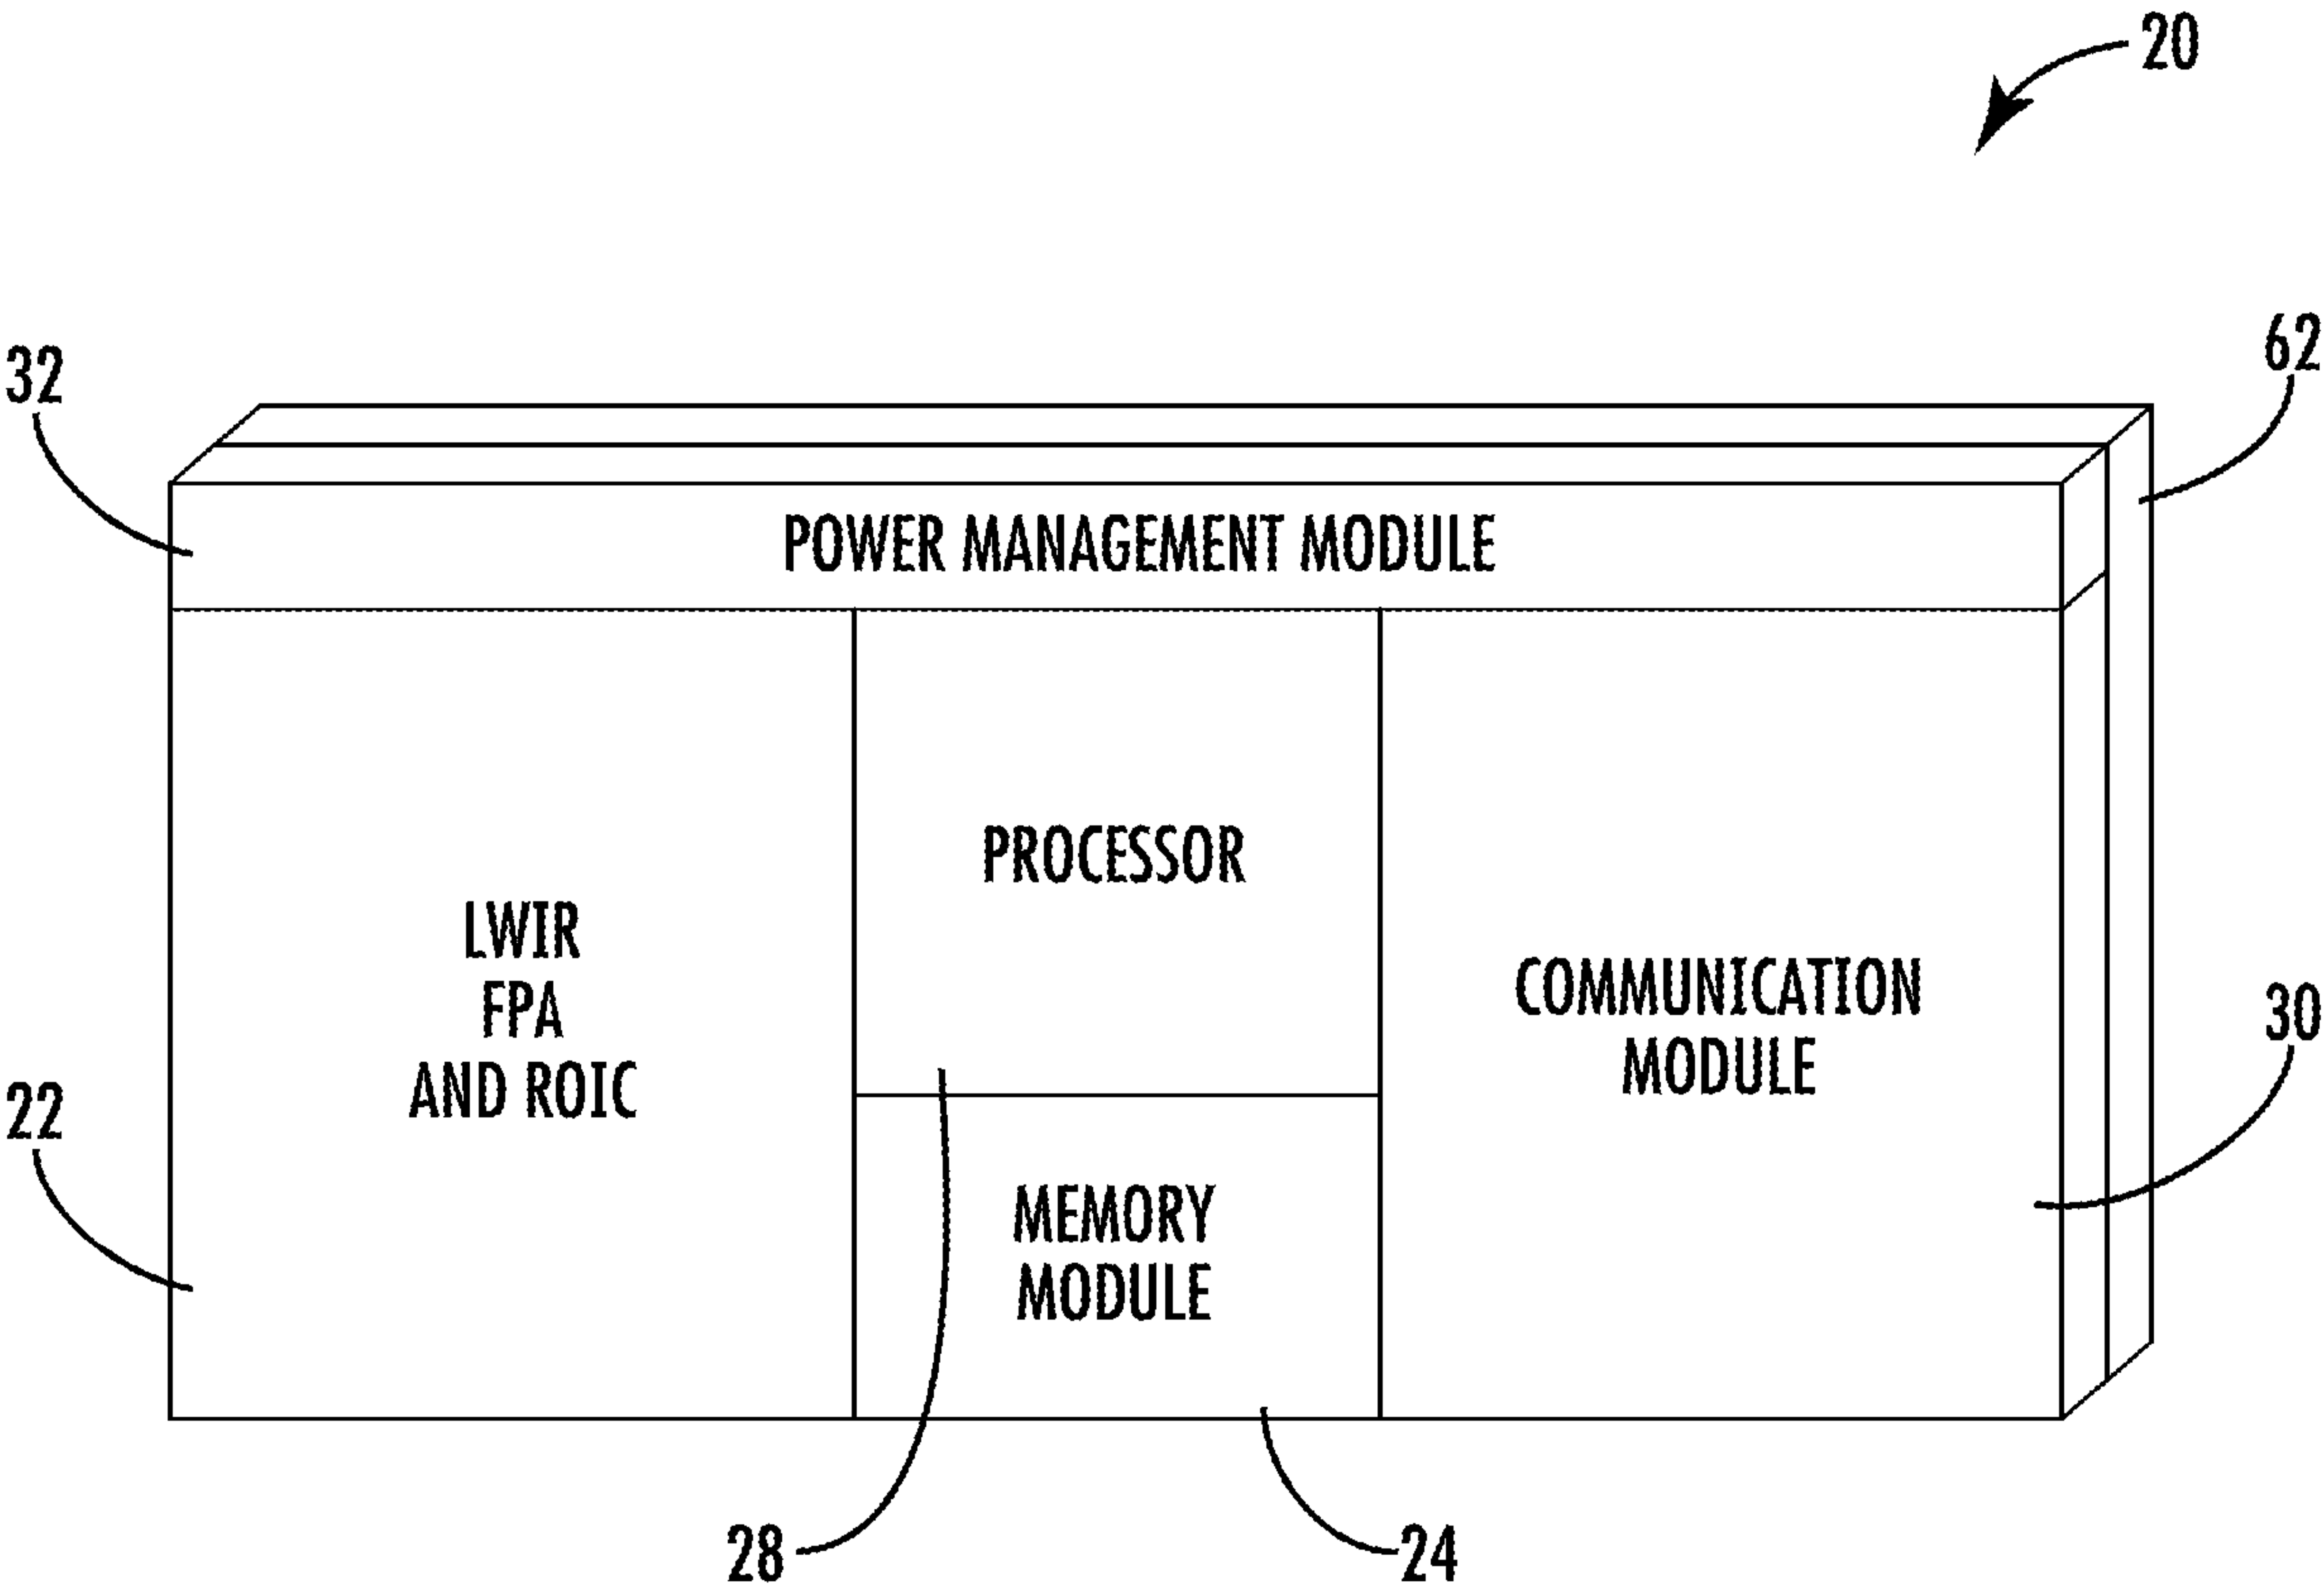 20
32
62
POWER MANAGEMENT MODULE
PROCESSOR
LWIR
FPA
AND ROIC
COMMUNICATION
MODULE
30
22
MEMORY
MODULE
28
24